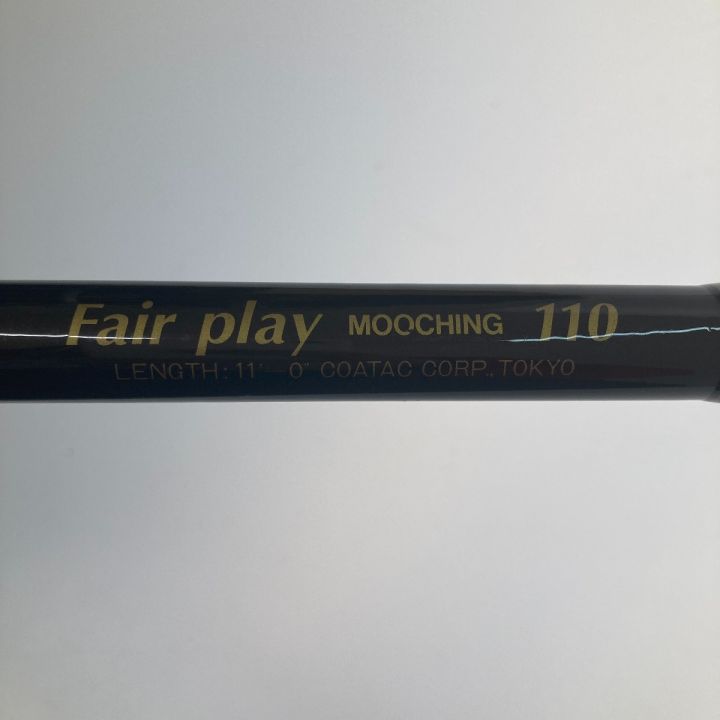 Fair play MOOCHING 110
LENGTH: 11' - 0" COATAC CORP., TOKYO